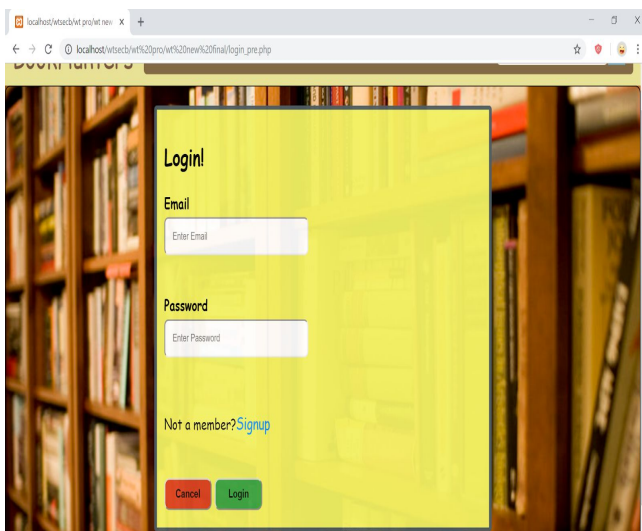 localhost/wtsecb/wt pro/wt new
localhost/wtsecb/wt%20pro/wt%20new%20final/login_pre.php
Login!
Email
Enter Email
Password
Enter Password
Not a member?Signup
Cancel Login